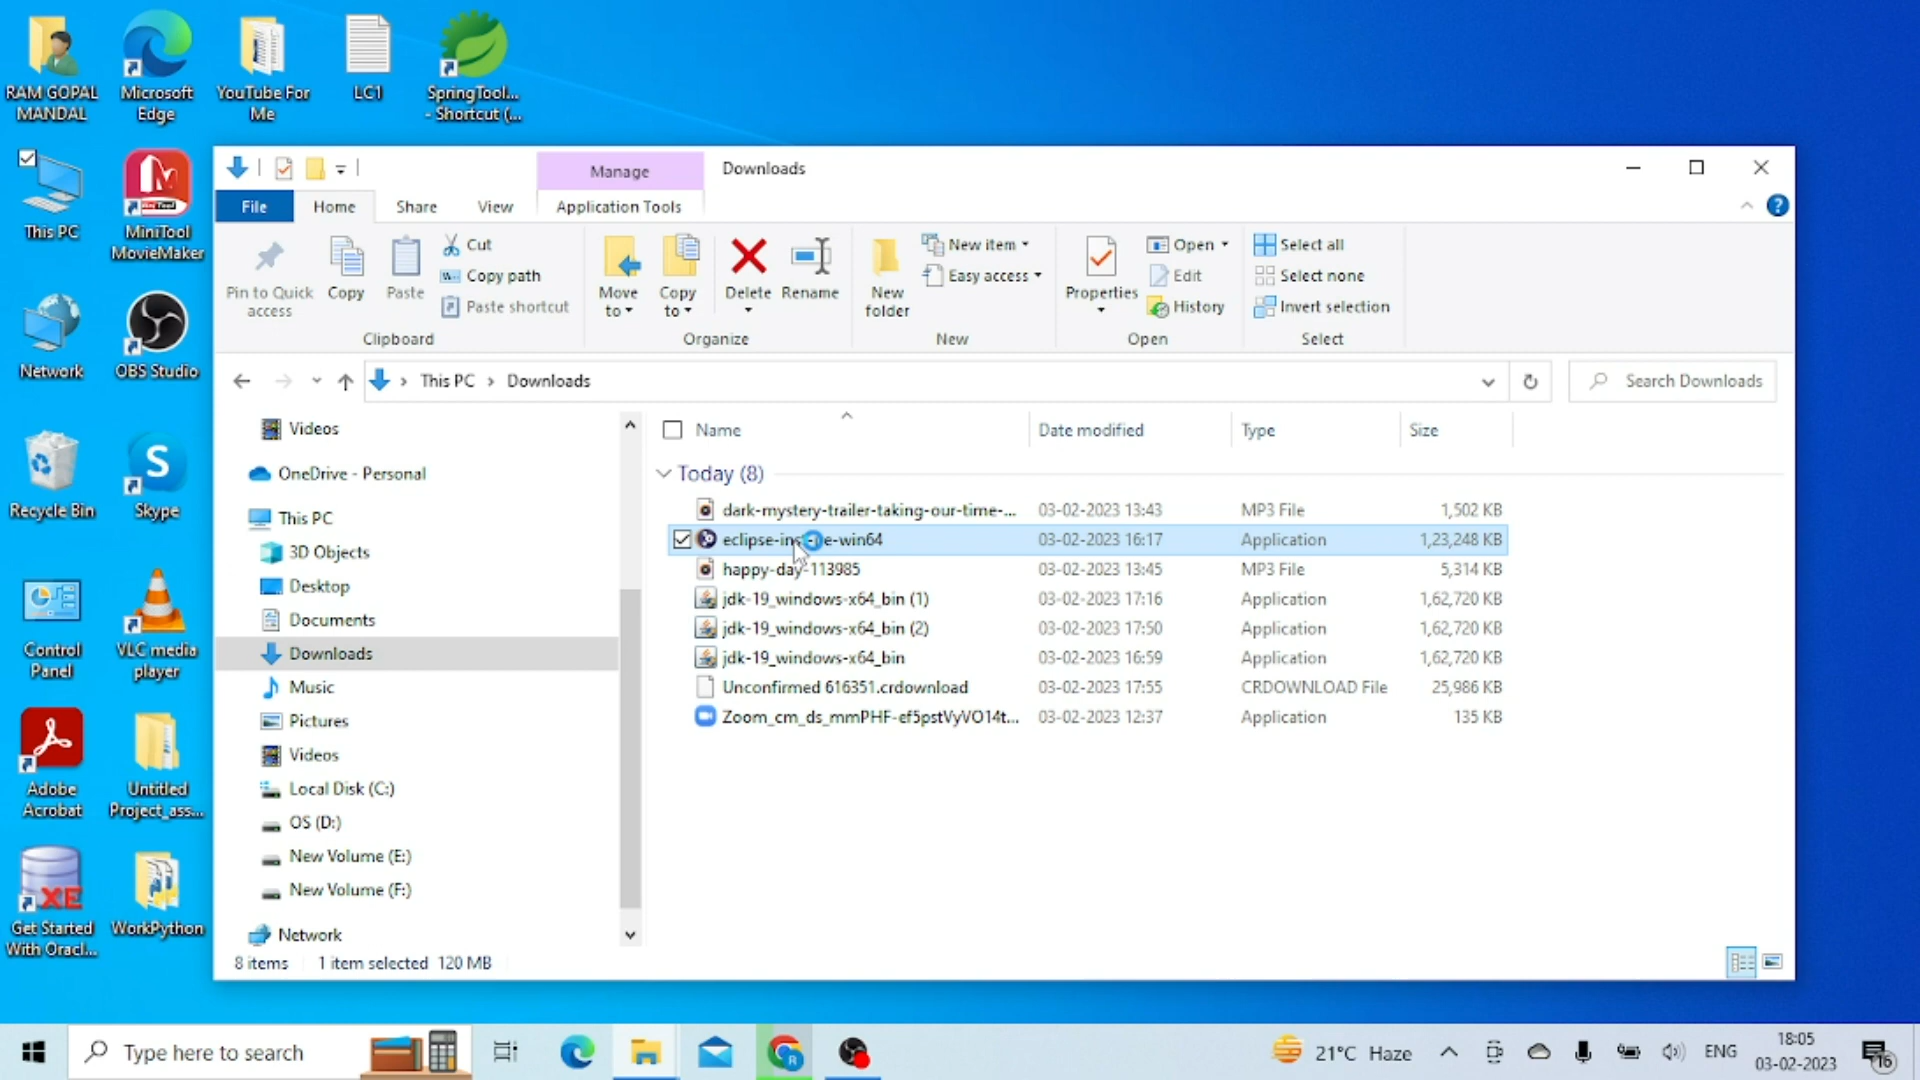 RAM GOPAL
MANDAL
Microsoft
Edge
YouTube For
Me
LC1
SpringTool...
- Shortcut (...
This PC
MiniTool
MovieMaker
Network
OBS Studio
Recycle Bin
Skype
Control
Panel
VLC media
player
Adobe
Acrobat
Untitled
Project_ass...
Get Started
With Oracl...
WorkPython
Manage
Downloads
File
Home
Share
View
Application Tools
Pin to Quick
access
Copy
Paste
Cut
Copy path
Paste shortcut
Clipboard
Move
to
Copy
to
Delete
Rename
Organize
New
folder
New item
Easy access
New
Properties
Open
Edit
History
Open
Select all
Select none
Invert selection
Select
This PC > Downloads
Search Downloads
Videos
OneDrive - Personal
This PC
3D Objects
Desktop
Documents
Downloads
Music
Pictures
Videos
Local Disk (C:)
OS (D:)
New Volume (E:)
New Volume (F:)
Network
Name Date modified Type Size
Today (8)
dark-mystery-trailer-taking-our-time-... 03-02-2023 13:43 MP3 File 1,502 KB
03-02-2023 16:17 Application 1,23,248 KB
happy-day-113985 03-02-2023 13:45 MP3 File 5,314 KB
jdk-19_windows-x64_bin (1) 03-02-2023 17:16 Application 1,62,720 KB
jdk-19_windows-x64_bin (2) 03-02-2023 17:50 Application 1,62,720 KB
jdk-19_windows-x64_bin 03-02-2023 16:59 Application 1,62,720 KB
Unconfirmed 616351.crdownload 03-02-2023 17:55 CRDOWNLOAD File 25,986 KB
Zoom_cm_ds_mmPHF-ef5pstVyVO14t... 03-02-2023 12:37 Application 135 KB
8 items 1 item selected 120 MB
Type here to search
21°C Haze
ENG
18:05
03-02-2023
16